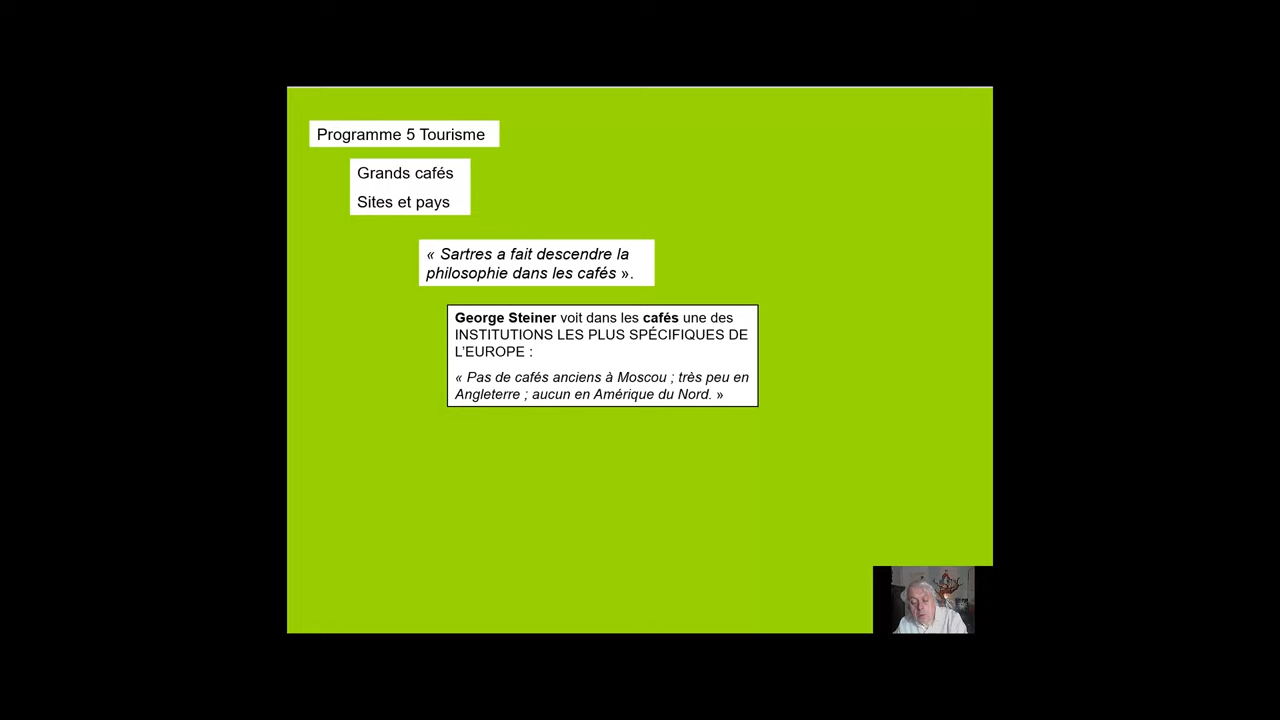 Programme 5 Tourisme
Grands cafés
Sites et pays
« Sartres a fait descendre la
philosophie dans les cafés ».
George Steiner voit dans les cafés une des
INSTITUTIONS LES PLUS SPÉCIFIQUES DE
L’EUROPE :
« Pas de cafés anciens à Moscou ; très peu en
Angleterre ; aucun en Amérique du Nord. »